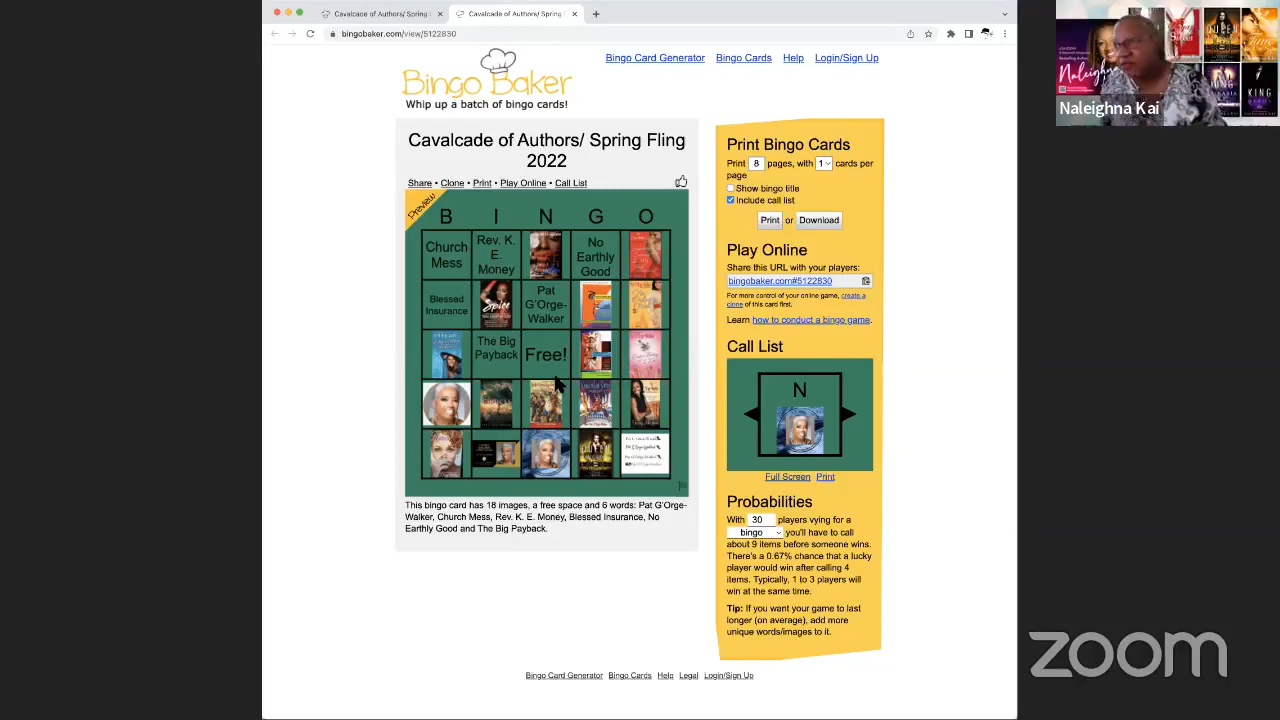 Cavalcade of Authors/ Spring
Cavalcade of Authors/ Spring
bingobaker.com/view/5122830
Bingo Baker
Whip up a batch of bingo cards!
Bingo Card Generator Bingo Cards Help Login/Sign Up
Cavalcade of Authors/ Spring Fling
2022
Share • Clone • Print • Play Online • Call List
Preview
B I N G O
Church
Mess
Rev. K.
E.
Money
No
Earthly
Good
Blessed
Insurance
Spice
Pat
G'Orge-
Walker
The Big
Payback
Free!
This bingo card has 18 images, a free space and 6 words: Pat G'Orge-
Walker, Church Mess, Rev. K. E. Money, Blessed Insurance, No
Earthly Good and The Big Payback.
Print Bingo Cards
Print 8 pages, with 1 cards per
page
Show bingo title
Include call list
Print or Download
Play Online
Share this URL with your players:
bingobaker.com#5122830
For more control of your online game, create a
clone of this card first.
Learn how to conduct a bingo game.
Call List
N
Full Screen Print
Probabilities
With 30 players vying for a
bingo you'll have to call
about 9 items before someone wins.
There's a 0.67% chance that a lucky
player would win after calling 4
items. Typically, 1 to 3 players will
win at the same time.
Tip: If you want your game to last
longer (on average), add more
unique words/images to it.
Bingo Card Generator Bingo Cards Help Legal Login/Sign Up
Naleighna
QUEEN
KING
KING
Naleighna Kai
zoom